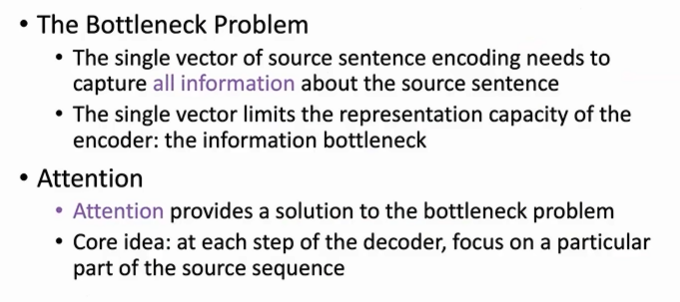 • The Bottleneck Problem
• The single vector of source sentence encoding needs to
capture all information about the source sentence
• The single vector limits the representation capacity of the
encoder: the information bottleneck
• Attention
• Attention provides a solution to the bottleneck problem
• Core idea: at each step of the decoder, focus on a particular
part of the source sequence